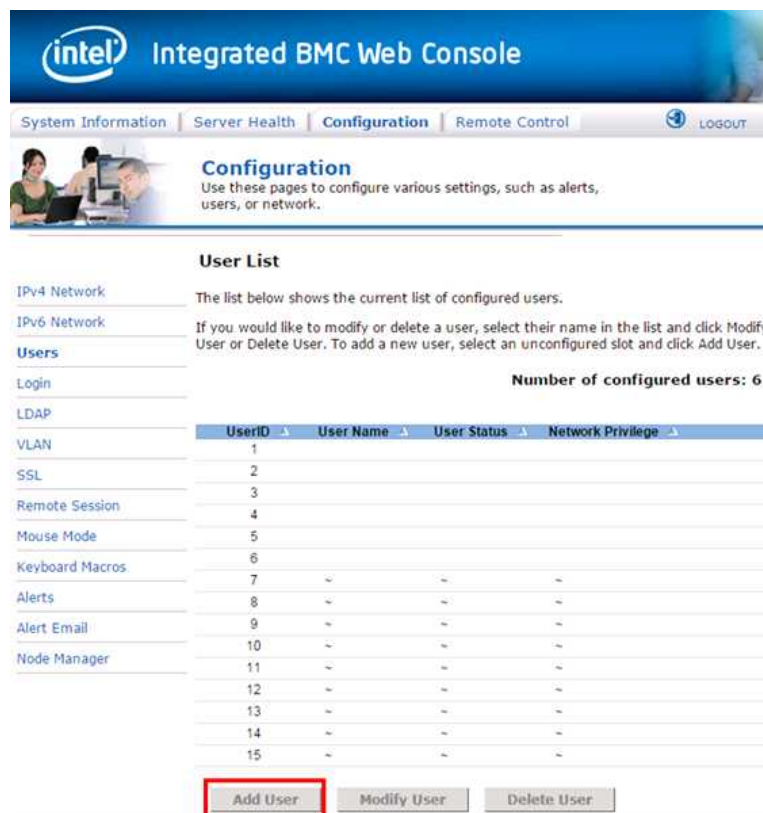 intel Integrated BMC Web Console
System Information Server Health Configuration Remote Control LOGOUT
Configuration
Use these pages to configure various settings, such as alerts,
users, or network.
IPv4 Network
IPv6 Network
Users
Login
LDAP
VLAN
SSL
Remote Session
Mouse Mode
Keyboard Macros
Alerts
Alert Email
Node Manager
User List
The list below shows the current list of configured users.
If you would like to modify or delete a user, select their name in the list and click Modify
User or Delete User. To add a new user, select an unconfigured slot and click Add User.
Number of configured users: 6
UserID User Name User Status Network Privilege
1
2
3
4
5
6
7 ~ ~ ~
8 ~ ~ ~
9 ~ ~ ~
10 ~ ~ ~
11 ~ ~ ~
12 ~ ~ ~
13 ~ ~ ~
14 ~ ~ ~
15 ~ ~ ~
Add User Modify User Delete User